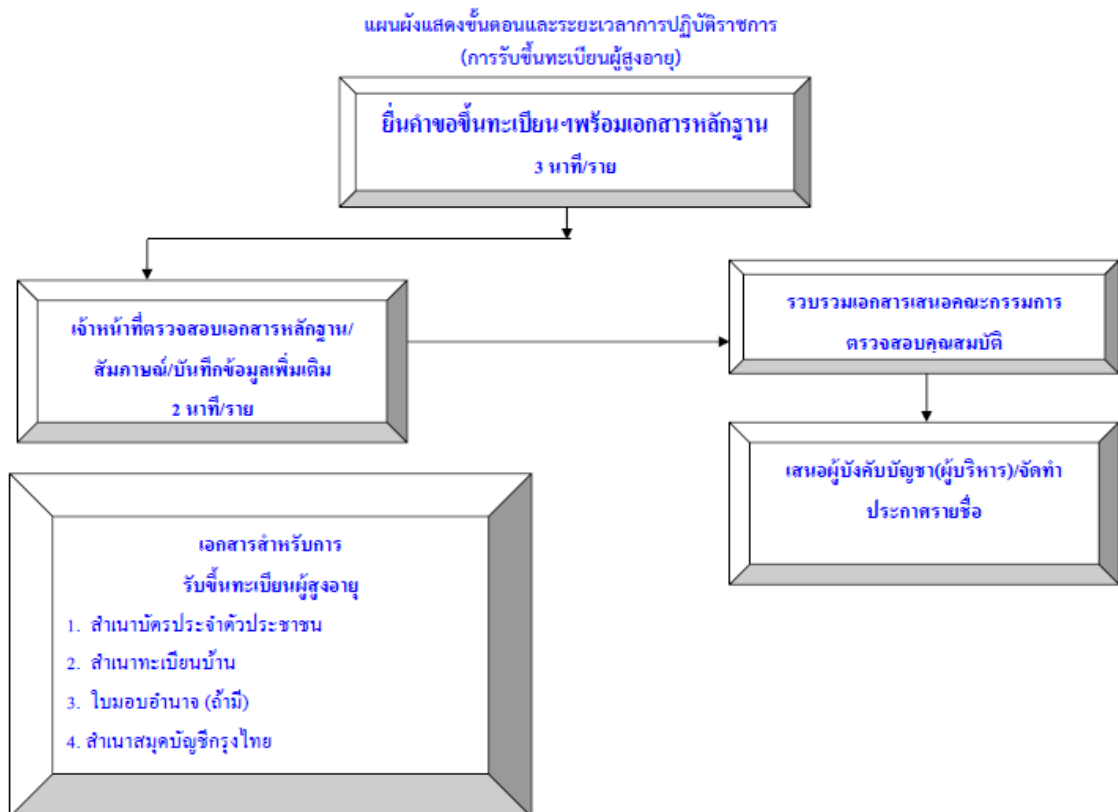 แผนผังแสดงขั้นตอนและระยะเวลาการปฏิบัติราชการ
(การรับขึ้นทะเบียนผู้สูงอายุ)
ยื่นคำขอขึ้นทะเบียนฯพร้อมเอกสารหลักฐาน
3 นาที/ราย
เจ้าหน้าที่ตรวจสอบเอกสารหลักฐาน/
สัมภาษณ์/บันทึกข้อมูลเพิ่มเติม
2 นาที/ราย
รวบรวมเอกสารเสนอคณะกรรมการ
ตรวจสอบคุณสมบัติ
เสนอผู้บังคับบัญชา(ผู้บริหาร)/จัดทำ
ประกาศรายชื่อ
เอกสารสำหรับการ
รับขึ้นทะเบียนผู้สูงอายุ
1. สำเนาบัตรประจำตัวประชาชน
2. สำเนาทะเบียนบ้าน
3. ใบมอบอำนาจ (ถ้ามี)
4. สำเนาสมุดบัญชีกรุงไทย